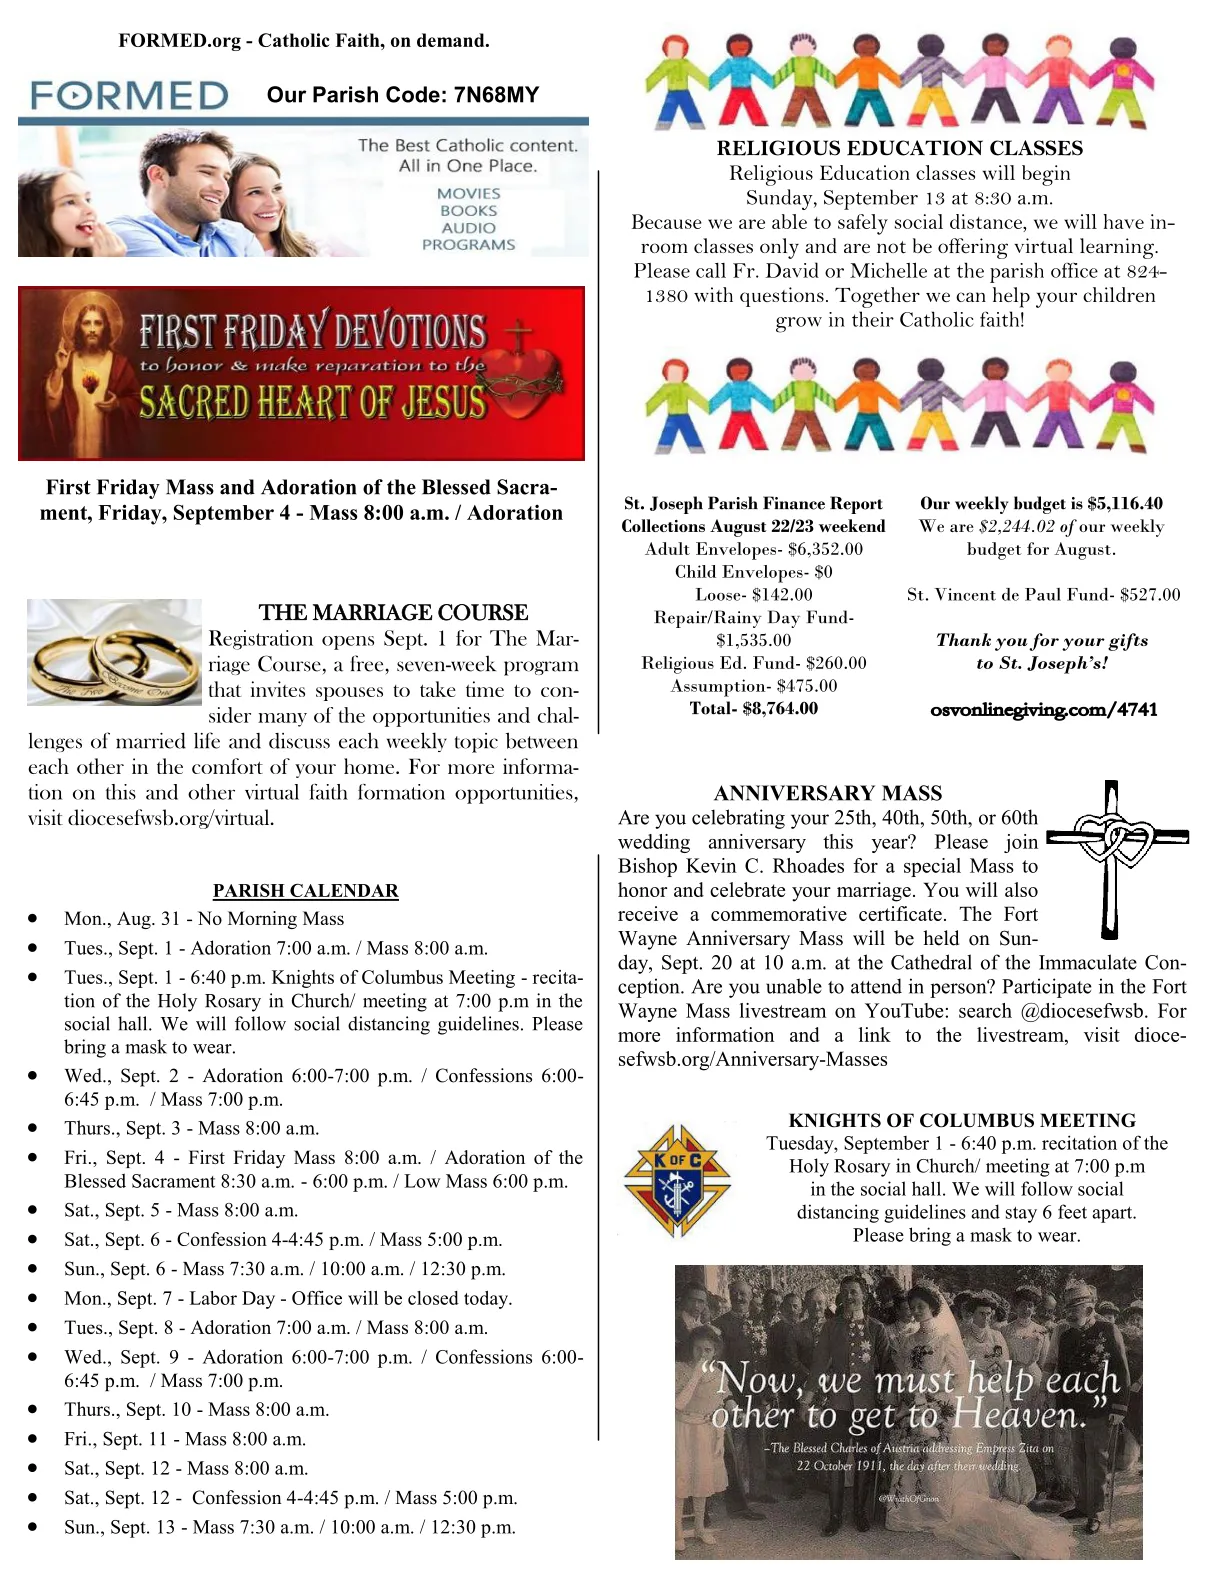 FORMED.org - Catholic Faith, on demand.
FORMED Our Parish Code: 7N68MY
The Best Catholic content.
All in One Place.
MOVIES
BOOKS
AUDIO
PROGRAMS
FIRST FRIDAY DEVOTIONS
to honor & make reparation to the
SACRED HEART OF JESUS
First Friday Mass and Adoration of the Blessed Sacra-
ment, Friday, September 4 - Mass 8:00 a.m. / Adoration
The Two Become One
THE MARRIAGE COURSE
Registration opens Sept. 1 for The Mar-
riage Course, a free, seven-week program
that invites spouses to take time to con-
sider many of the opportunities and chal-
lenges of married life and discuss each weekly topic between
each other in the comfort of your home. For more informa-
tion on this and other virtual faith formation opportunities,
visit diocesefwsb.org/virtual.
PARISH CALENDAR
• Mon., Aug. 31 - No Morning Mass
• Tues., Sept. 1 - Adoration 7:00 a.m. / Mass 8:00 a.m.
• Tues., Sept. 1 - 6:40 p.m. Knights of Columbus Meeting - recita-
tion of the Holy Rosary in Church/ meeting at 7:00 p.m in the
social hall. We will follow social distancing guidelines. Please
bring a mask to wear.
• Wed., Sept. 2 - Adoration 6:00-7:00 p.m. / Confessions 6:00-
6:45 p.m. / Mass 7:00 p.m.
• Thurs., Sept. 3 - Mass 8:00 a.m.
• Fri., Sept. 4 - First Friday Mass 8:00 a.m. / Adoration of the
Blessed Sacrament 8:30 a.m. - 6:00 p.m. / Low Mass 6:00 p.m.
• Sat., Sept. 5 - Mass 8:00 a.m.
• Sat., Sept. 6 - Confession 4-4:45 p.m. / Mass 5:00 p.m.
• Sun., Sept. 6 - Mass 7:30 a.m. / 10:00 a.m. / 12:30 p.m.
• Mon., Sept. 7 - Labor Day - Office will be closed today.
• Tues., Sept. 8 - Adoration 7:00 a.m. / Mass 8:00 a.m.
• Wed., Sept. 9 - Adoration 6:00-7:00 p.m. / Confessions 6:00-
6:45 p.m. / Mass 7:00 p.m.
• Thurs., Sept. 10 - Mass 8:00 a.m.
• Fri., Sept. 11 - Mass 8:00 a.m.
• Sat., Sept. 12 - Mass 8:00 a.m.
• Sat., Sept. 12 - Confession 4-4:45 p.m. / Mass 5:00 p.m.
• Sun., Sept. 13 - Mass 7:30 a.m. / 10:00 a.m. / 12:30 p.m.
RELIGIOUS EDUCATION CLASSES
Religious Education classes will begin
Sunday, September 13 at 8:30 a.m.
Because we are able to safely social distance, we will have in-
room classes only and are not be offering virtual learning.
Please call Fr. David or Michelle at the parish office at 824-
1380 with questions. Together we can help your children
grow in their Catholic faith!
St. Joseph Parish Finance Report
Collections August 22/23 weekend
Adult Envelopes- $6,352.00
Child Envelopes- $0
Loose- $142.00
Repair/Rainy Day Fund-
$1,535.00
Religious Ed. Fund- $260.00
Assumption- $475.00
Total- $8,764.00
Our weekly budget is $5,116.40
We are $2,244.02 of our weekly
budget for August.
St. Vincent de Paul Fund- $527.00
Thank you for your gifts
to St. Joseph's!
osvonlinegiving.com/4741
ANNIVERSARY MASS
Are you celebrating your 25th, 40th, 50th, or 60th
wedding anniversary this year? Please join
Bishop Kevin C. Rhoades for a special Mass to
honor and celebrate your marriage. You will also
receive a commemorative certificate. The Fort
Wayne Anniversary Mass will be held on Sun-
day, Sept. 20 at 10 a.m. at the Cathedral of the Immaculate Con-
ception. Are you unable to attend in person? Participate in the Fort
Wayne Mass livestream on YouTube: search @diocesefwsb. For
more information and a link to the livestream, visit dioce-
sefwsb.org/Anniversary-Masses
K OF C
KNIGHTS OF COLUMBUS MEETING
Tuesday, September 1 - 6:40 p.m. recitation of the
Holy Rosary in Church/ meeting at 7:00 p.m
in the social hall. We will follow social
distancing guidelines and stay 6 feet apart.
Please bring a mask to wear.
“Now, we must help each
other to get to Heaven.”
–The Blessed Charles of Austria addressing Empress Zita on
22 October 1911, the day after their wedding.
@WrathOfGnon